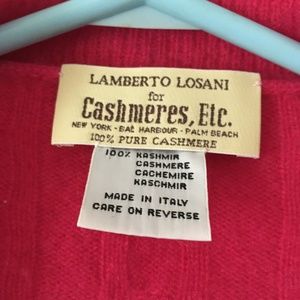 LAMBERTO LOSANI
for
Cashmeres, Etc.
NEW YORK - BAL HARBOUR - PALM BEACH
100% PURE CASHMERE
100% KASHMIR
CASHMERE
CACHEMIRE
KASCHMIR
MADE IN ITALY
CARE ON REVERSE